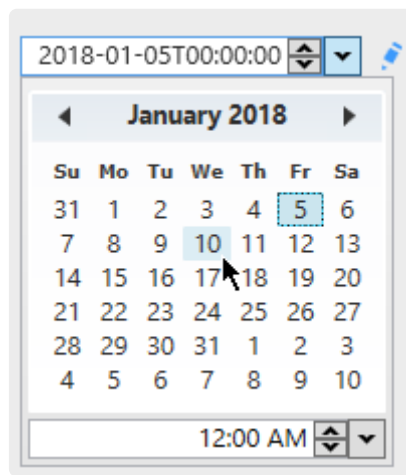 2018-01-05T00:00:00
January 2018
Su Mo Tu We Th Fr Sa
31 1 2 3 4 5 6
7 8 9 10 11 12 13
14 15 16 17 18 19 20
21 22 23 24 25 26 27
28 29 30 31 1 2 3
4 5 6 7 8 9 10
12:00 AM